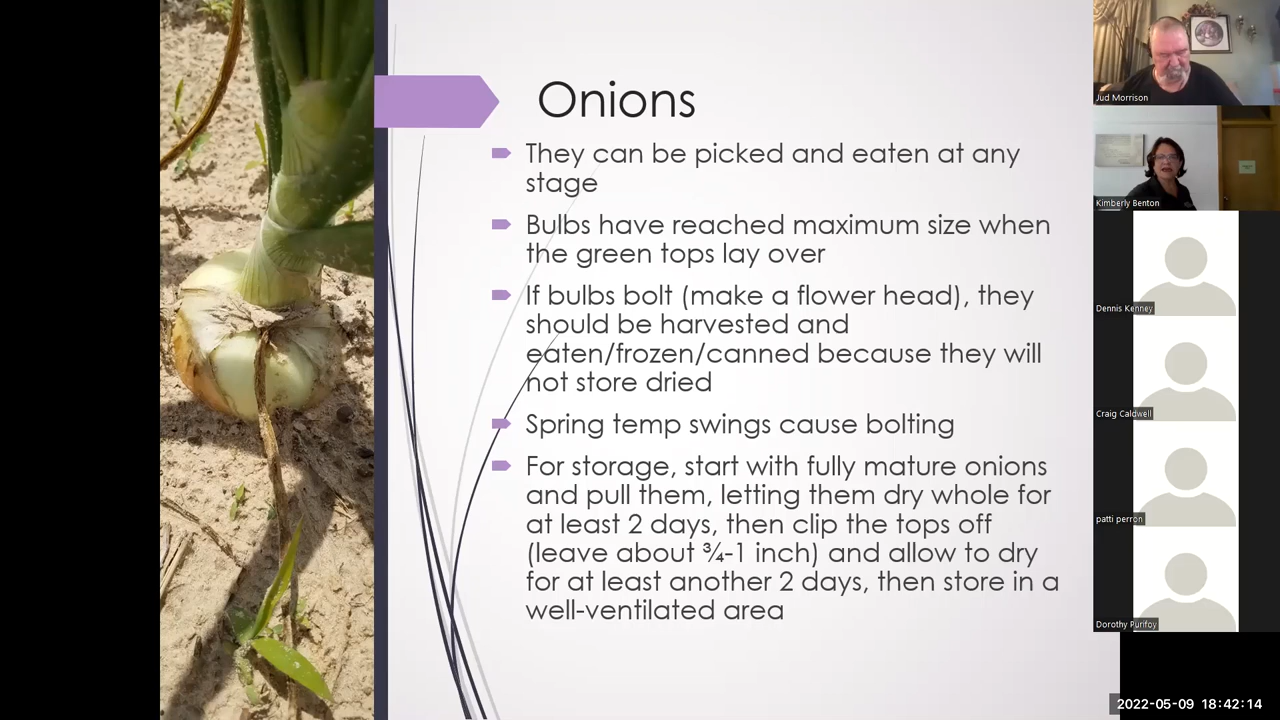 Onions
They can be picked and eaten at any
stage
Bulbs have reached maximum size when
the green tops lay over
If bulbs bolt (make a flower head), they
should be harvested and
eaten/frozen/canned because they will
not store dried
Spring temp swings cause bolting
For storage, start with fully mature onions
and pull them, letting them dry whole for
at least 2 days, then clip the tops off
(leave about ¾-1 inch) and allow to dry
for at least another 2 days, then store in a
well-ventilated area
Jud Morrison
Kimberly Benton
Dennis Kenney
Craig Caldwell
patti perron
Dorothy Purifoy
2022-05-09 18:42:14